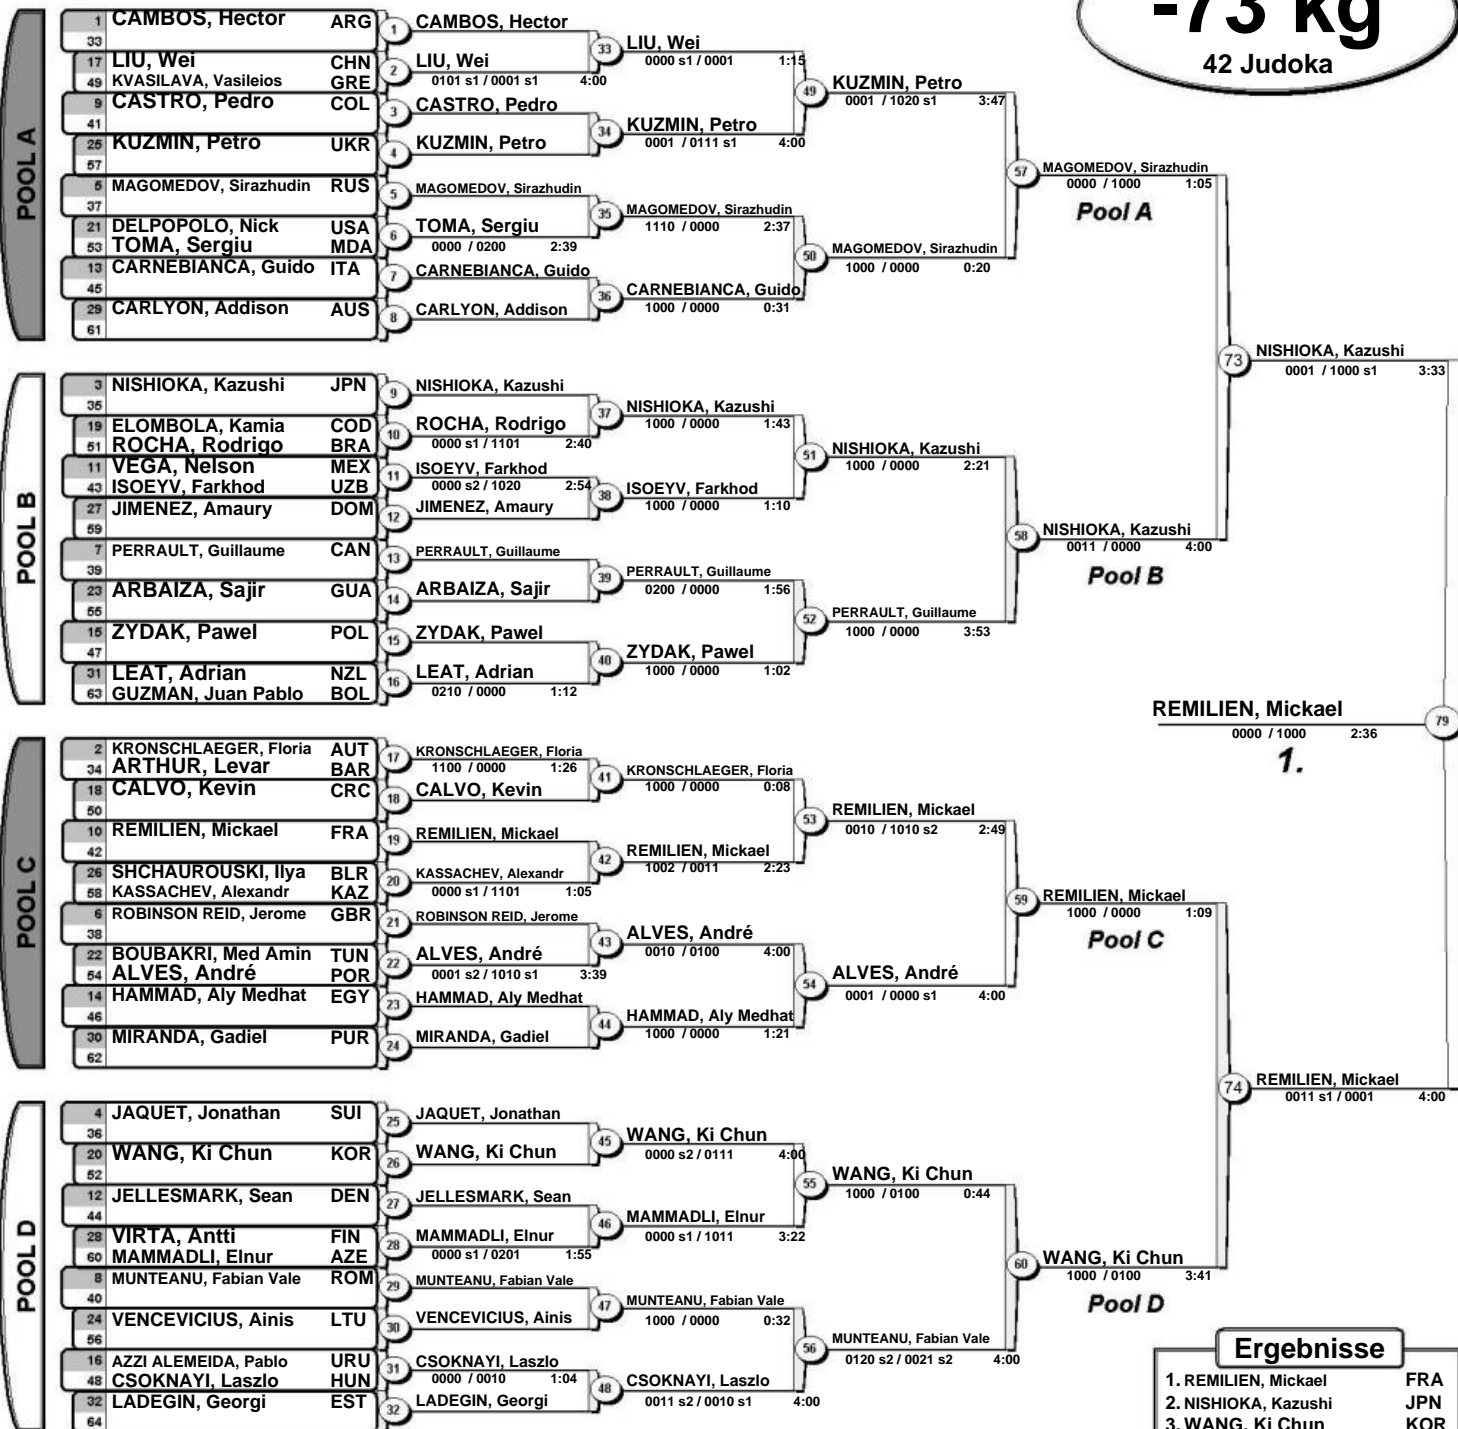 -73 kg
42 Judoka
POOL A
1 CAMBOS, Hector ARG
33
17 LIU, Wei CHN
49 KVASILAVA, Vasileios GRE
9 CASTRO, Pedro COL
41
25 KUZMIN, Petro UKR
57
5 MAGOMEDOV, Sirazhudin RUS
37
21 DELPOPOLO, Nick USA
53 TOMA, Sergiu MDA
13 CARNEBIANCA, Guido ITA
45
29 CARLYON, Addison AUS
61
1 CAMBOS, Hector
2 LIU, Wei
0101 s1 / 0001 s1 4:00
3 CASTRO, Pedro
4 KUZMIN, Petro
5 MAGOMEDOV, Sirazhudin
6 TOMA, Sergiu
0000 / 0200 2:39
7 CARNEBIANCA, Guido
8 CARLYON, Addison
33 LIU, Wei
0000 s1 / 0001 1:15
34 KUZMIN, Petro
0001 / 0111 s1 4:00
35 MAGOMEDOV, Sirazhudin
1110 / 0000 2:37
36 CARNEBIANCA, Guido
1000 / 0000 0:31
49 KUZMIN, Petro
0001 / 1020 s1 3:47
50 MAGOMEDOV, Sirazhudin
1000 / 0000 0:20
57 MAGOMEDOV, Sirazhudin
0000 / 1000 1:05
Pool A
POOL B
3 NISHIOKA, Kazushi JPN
35
19 ELOMBOLA, Kamia COD
51 ROCHA, Rodrigo BRA
11 VEGA, Nelson MEX
43 ISOEYV, Farkhod UZB
27 JIMENEZ, Amaury DOM
59
7 PERRAULT, Guillaume CAN
39
23 ARBAIZA, Sajir GUA
55
15 ZYDAK, Pawel POL
47
31 LEAT, Adrian NZL
63 GUZMAN, Juan Pablo BOL
9 NISHIOKA, Kazushi
10 ROCHA, Rodrigo
0000 s1 / 1101 2:40
11 ISOEYV, Farkhod
0000 s2 / 1020 2:54
12 JIMENEZ, Amaury
13 PERRAULT, Guillaume
14 ARBAIZA, Sajir
15 ZYDAK, Pawel
16 LEAT, Adrian
0210 / 0000 1:12
37 NISHIOKA, Kazushi
1000 / 0000 1:43
38 ISOEYV, Farkhod
1000 / 0000 1:10
39 PERRAULT, Guillaume
0200 / 0000 1:56
40 ZYDAK, Pawel
1000 / 0000 1:02
51 NISHIOKA, Kazushi
1000 / 0000 2:21
52 PERRAULT, Guillaume
1000 / 0000 3:53
58 NISHIOKA, Kazushi
0011 / 0000 4:00
Pool B
73 NISHIOKA, Kazushi
0001 / 1000 s1 3:33
POOL C
2 KRONSCHLAEGER, Floria AUT
34 ARTHUR, Levar BAR
18 CALVO, Kevin CRC
50
10 REMILIEN, Mickael FRA
42
26 SHCHAUROUSKI, Ilya BLR
58 KASSACHEV, Alexandr KAZ
6 ROBINSON REID, Jerome GBR
38
22 BOUBAKRI, Med Amin TUN
54 ALVES, André POR
14 HAMMAD, Aly Medhat EGY
46
30 MIRANDA, Gadiel PUR
62
17 KRONSCHLAEGER, Floria
1100 / 0000 1:26
18 CALVO, Kevin
19 REMILIEN, Mickael
20 KASSACHEV, Alexandr
0000 s1 / 1101 1:05
21 ROBINSON REID, Jerome
22 ALVES, André
0001 s2 / 1010 s1 3:39
23 HAMMAD, Aly Medhat
24 MIRANDA, Gadiel
41 KRONSCHLAEGER, Floria
1000 / 0000 0:08
42 REMILIEN, Mickael
1002 / 0011 2:23
43 ALVES, André
0010 / 0100 4:00
44 HAMMAD, Aly Medhat
1000 / 0000 1:21
53 REMILIEN, Mickael
0010 / 1010 s2 2:49
54 ALVES, André
0001 / 0000 s1 4:00
59 REMILIEN, Mickael
1000 / 0000 1:09
Pool C
REMILIEN, Mickael 79
0000 / 1000 2:36
1.
POOL D
4 JAQUET, Jonathan SUI
36
20 WANG, Ki Chun KOR
52
12 JELLESMARK, Sean DEN
44
28 VIRTA, Antti FIN
60 MAMMADLI, Elnur AZE
8 MUNTEANU, Fabian Vale ROM
40
24 VENCEVICIUS, Ainis LTU
56
16 AZZI ALEMEIDA, Pablo URU
48 CSOKNAYI, Laszlo HUN
32 LADEGIN, Georgi EST
64
25 JAQUET, Jonathan
26 WANG, Ki Chun
27 JELLESMARK, Sean
28 MAMMADLI, Elnur
0000 s1 / 0201 1:55
29 MUNTEANU, Fabian Vale
30 VENCEVICIUS, Ainis
31 CSOKNAYI, Laszlo
0000 / 0010 1:04
32 LADEGIN, Georgi
45 WANG, Ki Chun
0000 s2 / 0111 4:00
46 MAMMADLI, Elnur
0000 s1 / 1011 3:22
47 MUNTEANU, Fabian Vale
1000 / 0000 0:32
48 CSOKNAYI, Laszlo
0011 s2 / 0010 s1 4:00
55 WANG, Ki Chun
1000 / 0100 0:44
56 MUNTEANU, Fabian Vale
0120 s2 / 0021 s2 4:00
60 WANG, Ki Chun
1000 / 0100 3:41
Pool D
74 REMILIEN, Mickael
0011 s1 / 0001 4:00
Ergebnisse
1. REMILIEN, Mickael FRA
2. NISHIOKA, Kazushi JPN
3. WANG, Ki Chun KOR